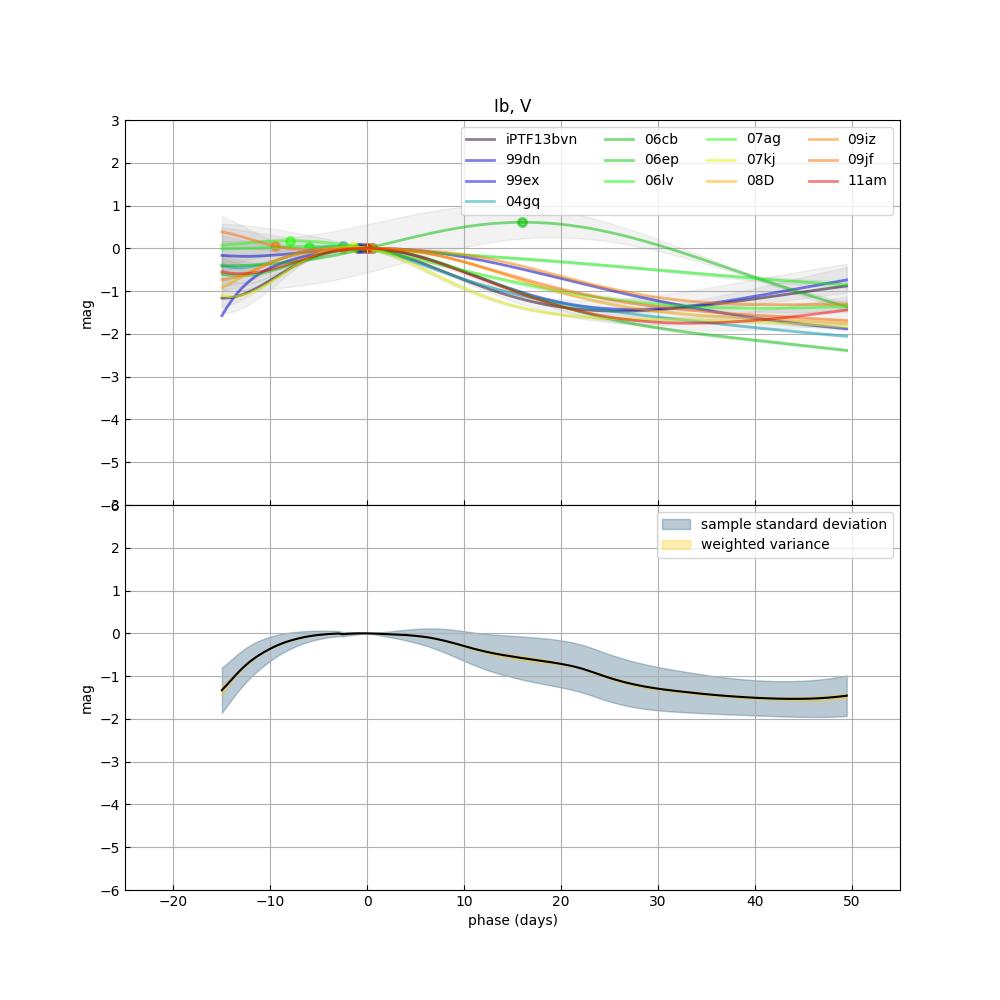 Ib, V
3
2
1
0
−1
−2
−3
−4
−5
−6
mag
iPTF13bvn 06cb 07ag 09iz
99dn 06ep 07kj 09jf
99ex 06lv 08D 11am
04gq
3
2
1
0
−1
−2
−3
−4
−5
−6
mag
sample standard deviation
weighted variance
−20 −10 0 10 20 30 40 50
phase (days)